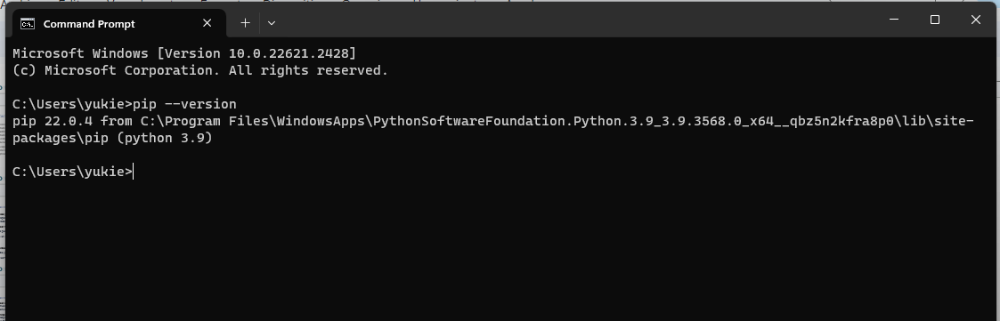 Command Prompt
Microsoft Windows [Version 10.0.22621.2428]
(c) Microsoft Corporation. All rights reserved.
C:\Users\yukie>pip --version
pip 22.0.4 from C:\Program Files\WindowsApps\PythonSoftwareFoundation.Python.3.9_3.9.3568.0_x64__qbz5n2kfra8p0\lib\site-
packages\pip (python 3.9)
C:\Users\yukie>